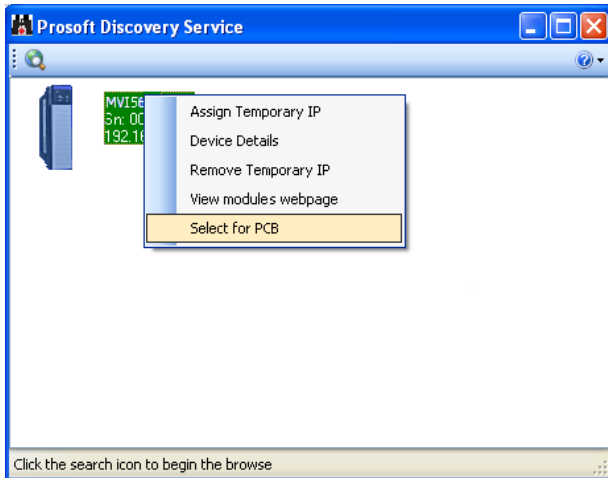 Prosoft Discovery Service
MVI56
Sn: 0C
192.16
Assign Temporary IP
Device Details
Remove Temporary IP
View modules webpage
Select for PCB
Click the search icon to begin the browse